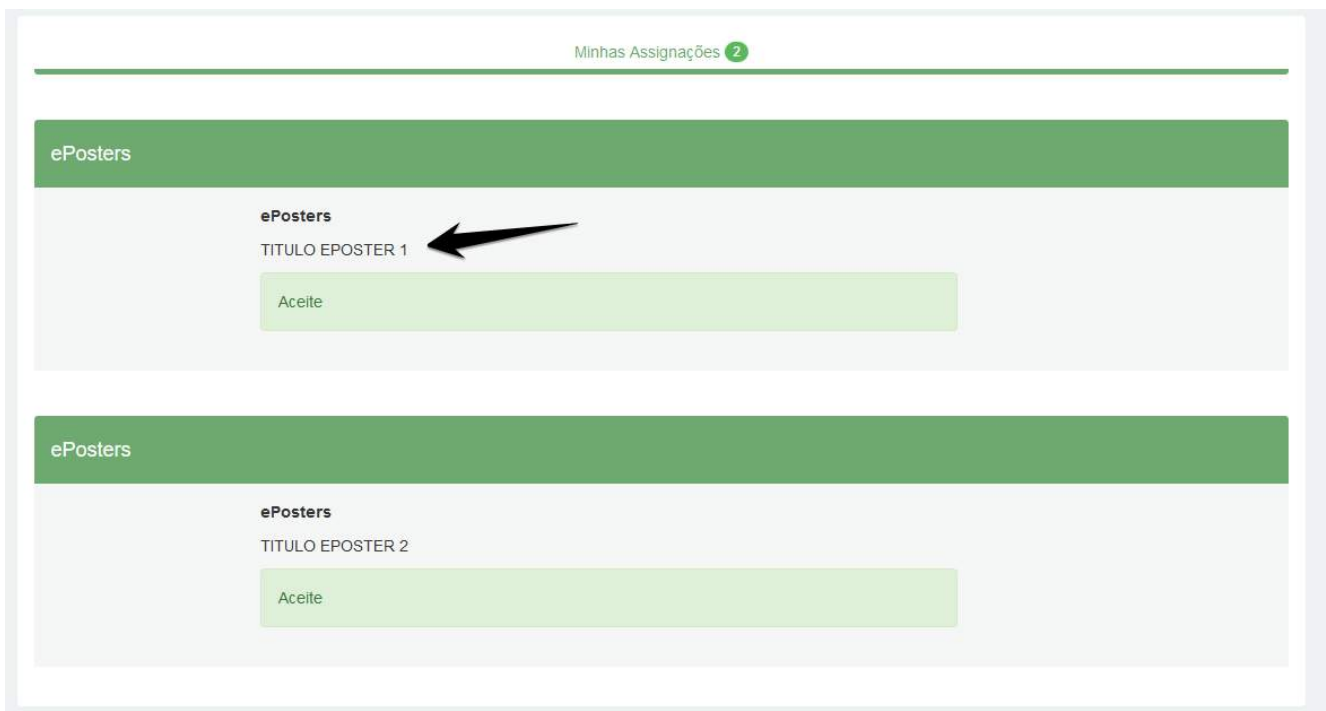 Minhas Assignações 2
ePosters
ePosters
TITULO EPOSTER 1
Aceite
ePosters
ePosters
TITULO EPOSTER 2
Aceite